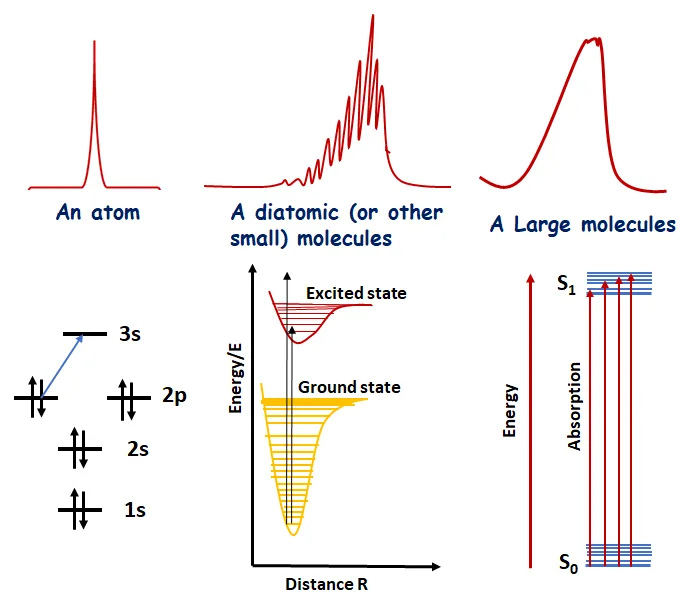 An atom
A diatomic (or other
small) molecules
A Large molecules
3s
2p
2s
1s
Energy/E
Excited state
Ground state
Distance R
Energy
Absorption
S1
S0